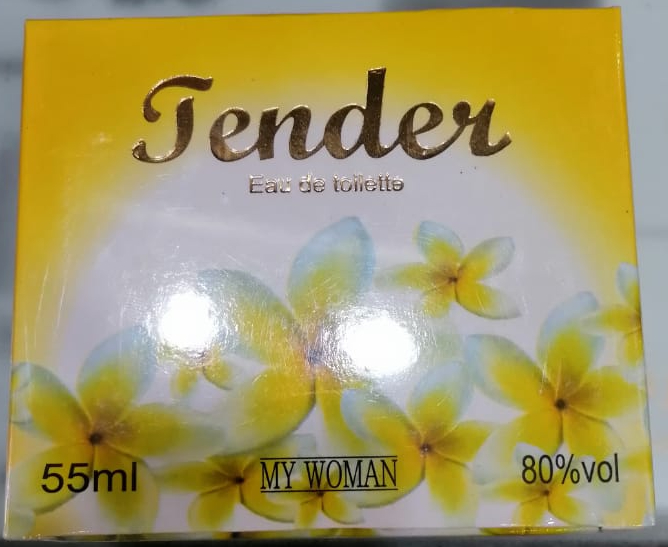 Tender
Eau de toilette
55ml
MY WOMAN
80%vol